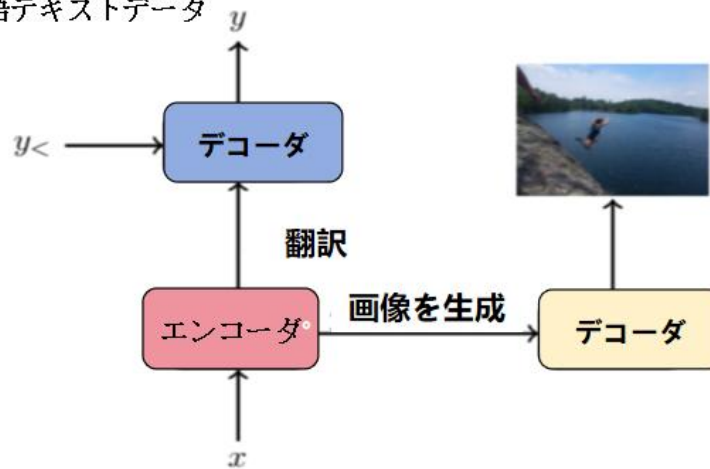 語テキストデータ
y
y<
デコーダ
翻訳
エンコーダ
画像を生成
デコーダ
x